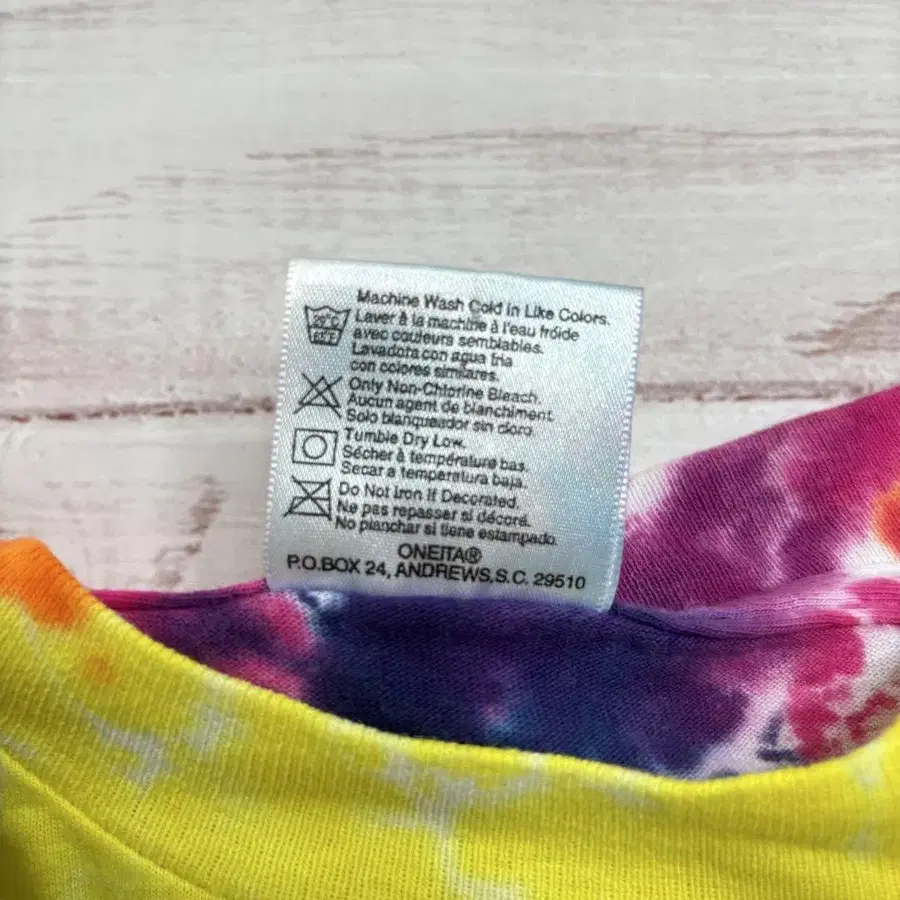 Machine Wash Cold in Like Colors.
Laver à la machine à l'eau fróide
avec couleurs semblables.
Lavadora con agua fria
con colores similares.
Only Non-Chlorine Bleach.
Aucun agent de blanchiment.
Solo blanqueador sin cloro.
Tumble Dry Low.
Sécher à température bas.
Secar a temperatura baja.
Do Not Iron If Decorated.
Ne pas repasser si décoré.
No planchar si tiene estampado.
ONEITA®
P.O.BOX 24, ANDREWS,S.C. 29510